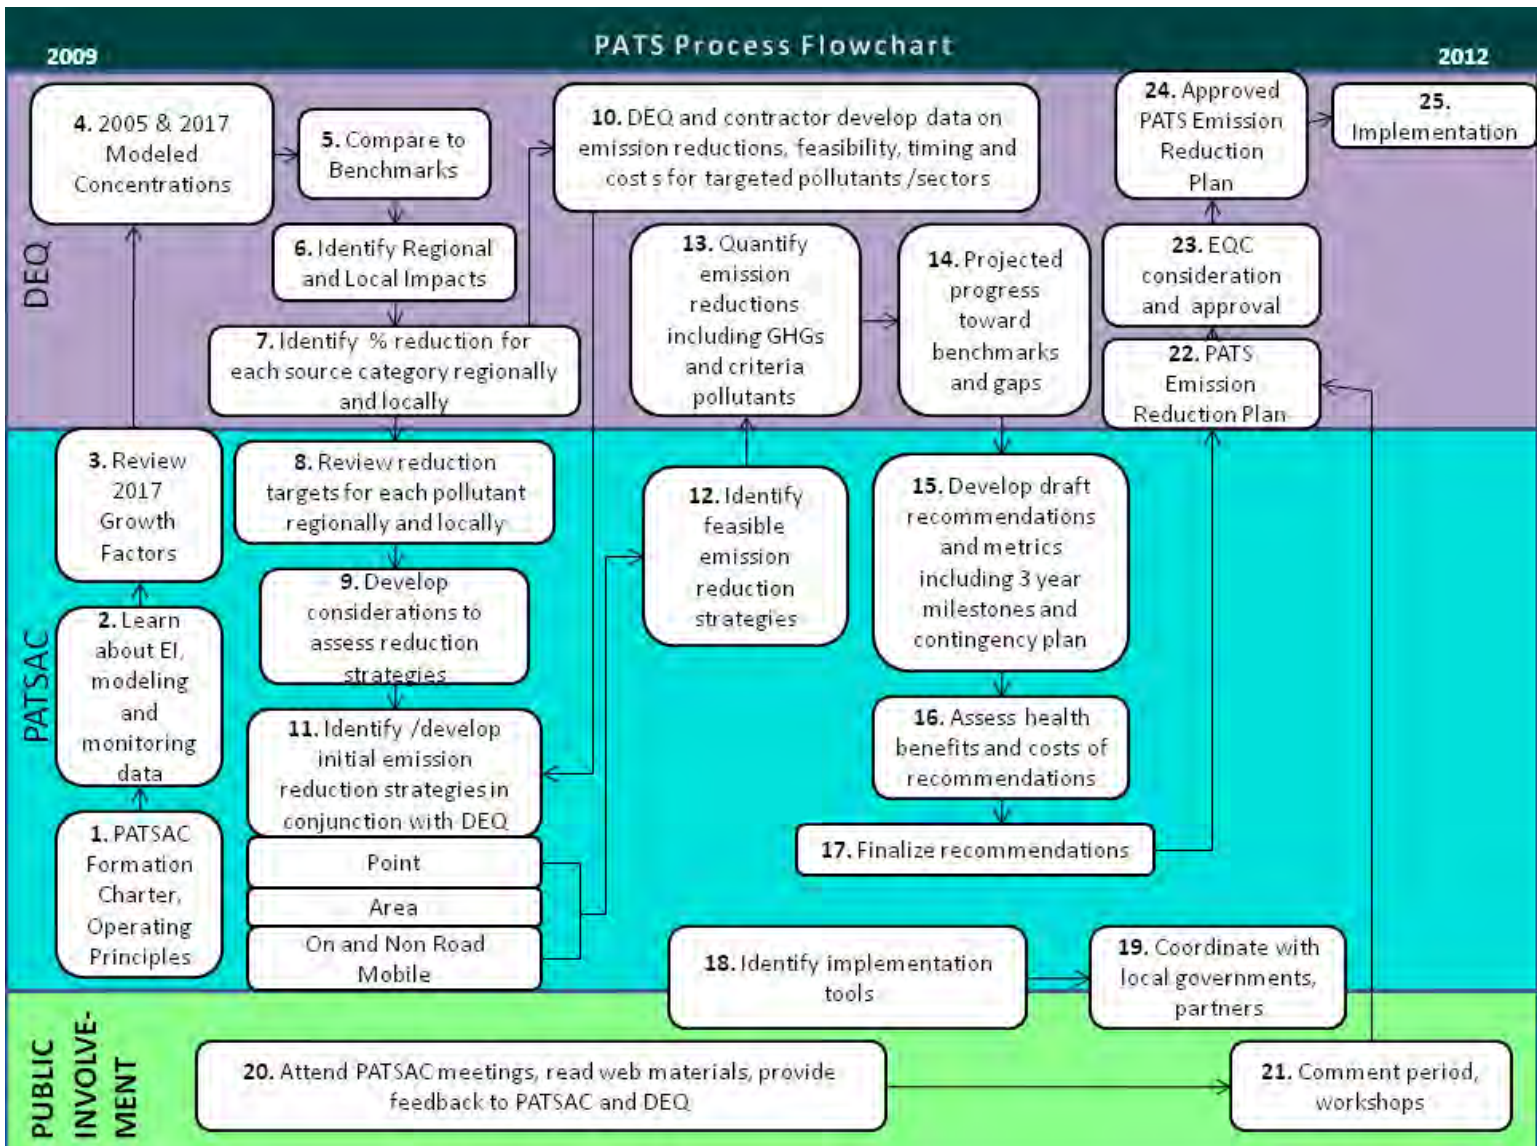 PATS Process Flowchart
2009
2012
DEQ
4. 2005 & 2017
Modeled
Concentrations
5. Compare to
Benchmarks
6. Identify Regional
and Local Impacts
7. Identify % reduction for
each source category regionally
and locally
10. DEQ and contractor develop data on
emission reductions, feasibility, timing and
cost s for targeted pollutants /sectors
13. Quantify
emission
reductions
including GHGs
and criteria
pollutants
14. Projected
progress
toward
benchmarks
and gaps
24. Approved
PATS Emission
Reduction
Plan
25.
Implementation
23. EQC
consideration
and approval
22. PATS
Emission
Reduction Plan
PATSAC
3. Review
2017
Growth
Factors
2. Learn
about EI,
modeling
and
monitoring
data
1. PATSAC
Formation
Charter,
Operating
Principles
8. Review reduction
targets for each pollutant
regionally and locally
9. Develop
considerations to
assess reduction
strategies
11. Identify /develop
initial emission
reduction strategies in
conjunction with DEQ
Point
Area
On and Non Road
Mobile
12. Identify
feasible
emission
reduction
strategies
15. Develop draft
recommendations
and metrics
including 3 year
milestones and
contingency plan
16. Assess health
benefits and costs of
recommendations
17. Finalize recommendations
18. Identify implementation
tools
19. Coordinate with
local governments,
partners
PUBLIC
INVOLVE-
MENT
20. Attend PATSAC meetings, read web materials, provide
feedback to PATSAC and DEQ
21. Comment period,
workshops